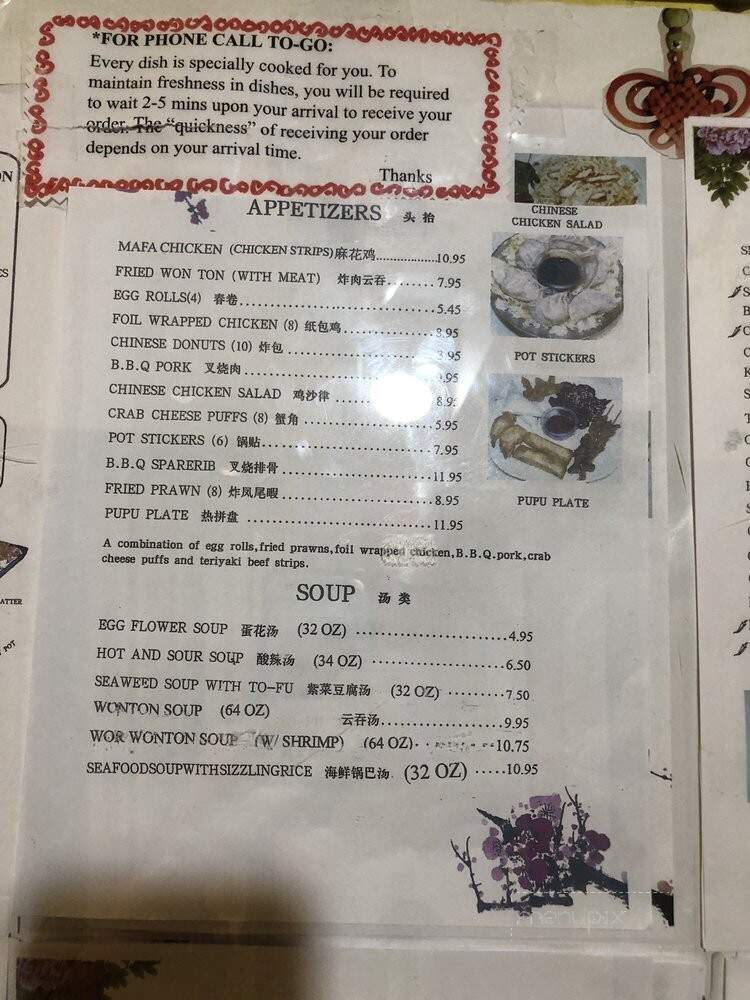 *FOR PHONE CALL TO-GO:
Every dish is specially cooked for you. To
maintain freshness in dishes, you will be required
to wait 2-5 mins upon your arrival to receive your
order. The "quickness" of receiving your order
depends on your arrival time.
Thanks
APPETIZERS 头抬
MAFA CHICKEN (CHICKEN STRIPS)麻花鸡..................10.95
FRIED WON TON (WITH MEAT) 炸肉云吞........7.95
EGG ROLLS(4) 春卷....................5.45
FOIL WRAPPED CHICKEN (8) 纸包鸡..........8.95
CHINESE DONUTS (10) 炸包..........3.95
B.B.Q PORK 叉烧肉..........
CHINESE CHICKEN SALAD 鸡沙律..........8.95
CRAB CHEESE PUFFS (8) 蟹角..........5.95
POT STICKERS (6) 锅贴..........7.95
B.B.Q SPARERIB 叉烧排骨..........11.95
FRIED PRAWN (8) 炸凤尾暇..........8.95
PUPU PLATE 热拼盘..........11.95
A combination of egg rolls,fried prawns,foil wrapped chicken,B.B.Q.pork,crab
cheese puffs and teriyaki beef strips.
CHINESE
CHICKEN SALAD
POT STICKERS
PUPU PLATE
SOUP 汤类
EGG FLOWER SOUP 蛋花汤 (32 OZ)..........4.95
HOT AND SOUR SOUP 酸辣汤 (34 OZ)..........6.50
SEAWEED SOUP WITH TO-FU 紫菜豆腐汤 (32 OZ)........7.50
WONTON SOUP (64 OZ) 云吞汤..........9.95
WOR WONTON SOUP (W/ SHRIMP) (64 OZ)..........10.75
SEAFOODSOUPWITHSIZZLINGRICE 海鲜锅巴汤 (32 OZ).....10.95
ATTER
POT
menupix